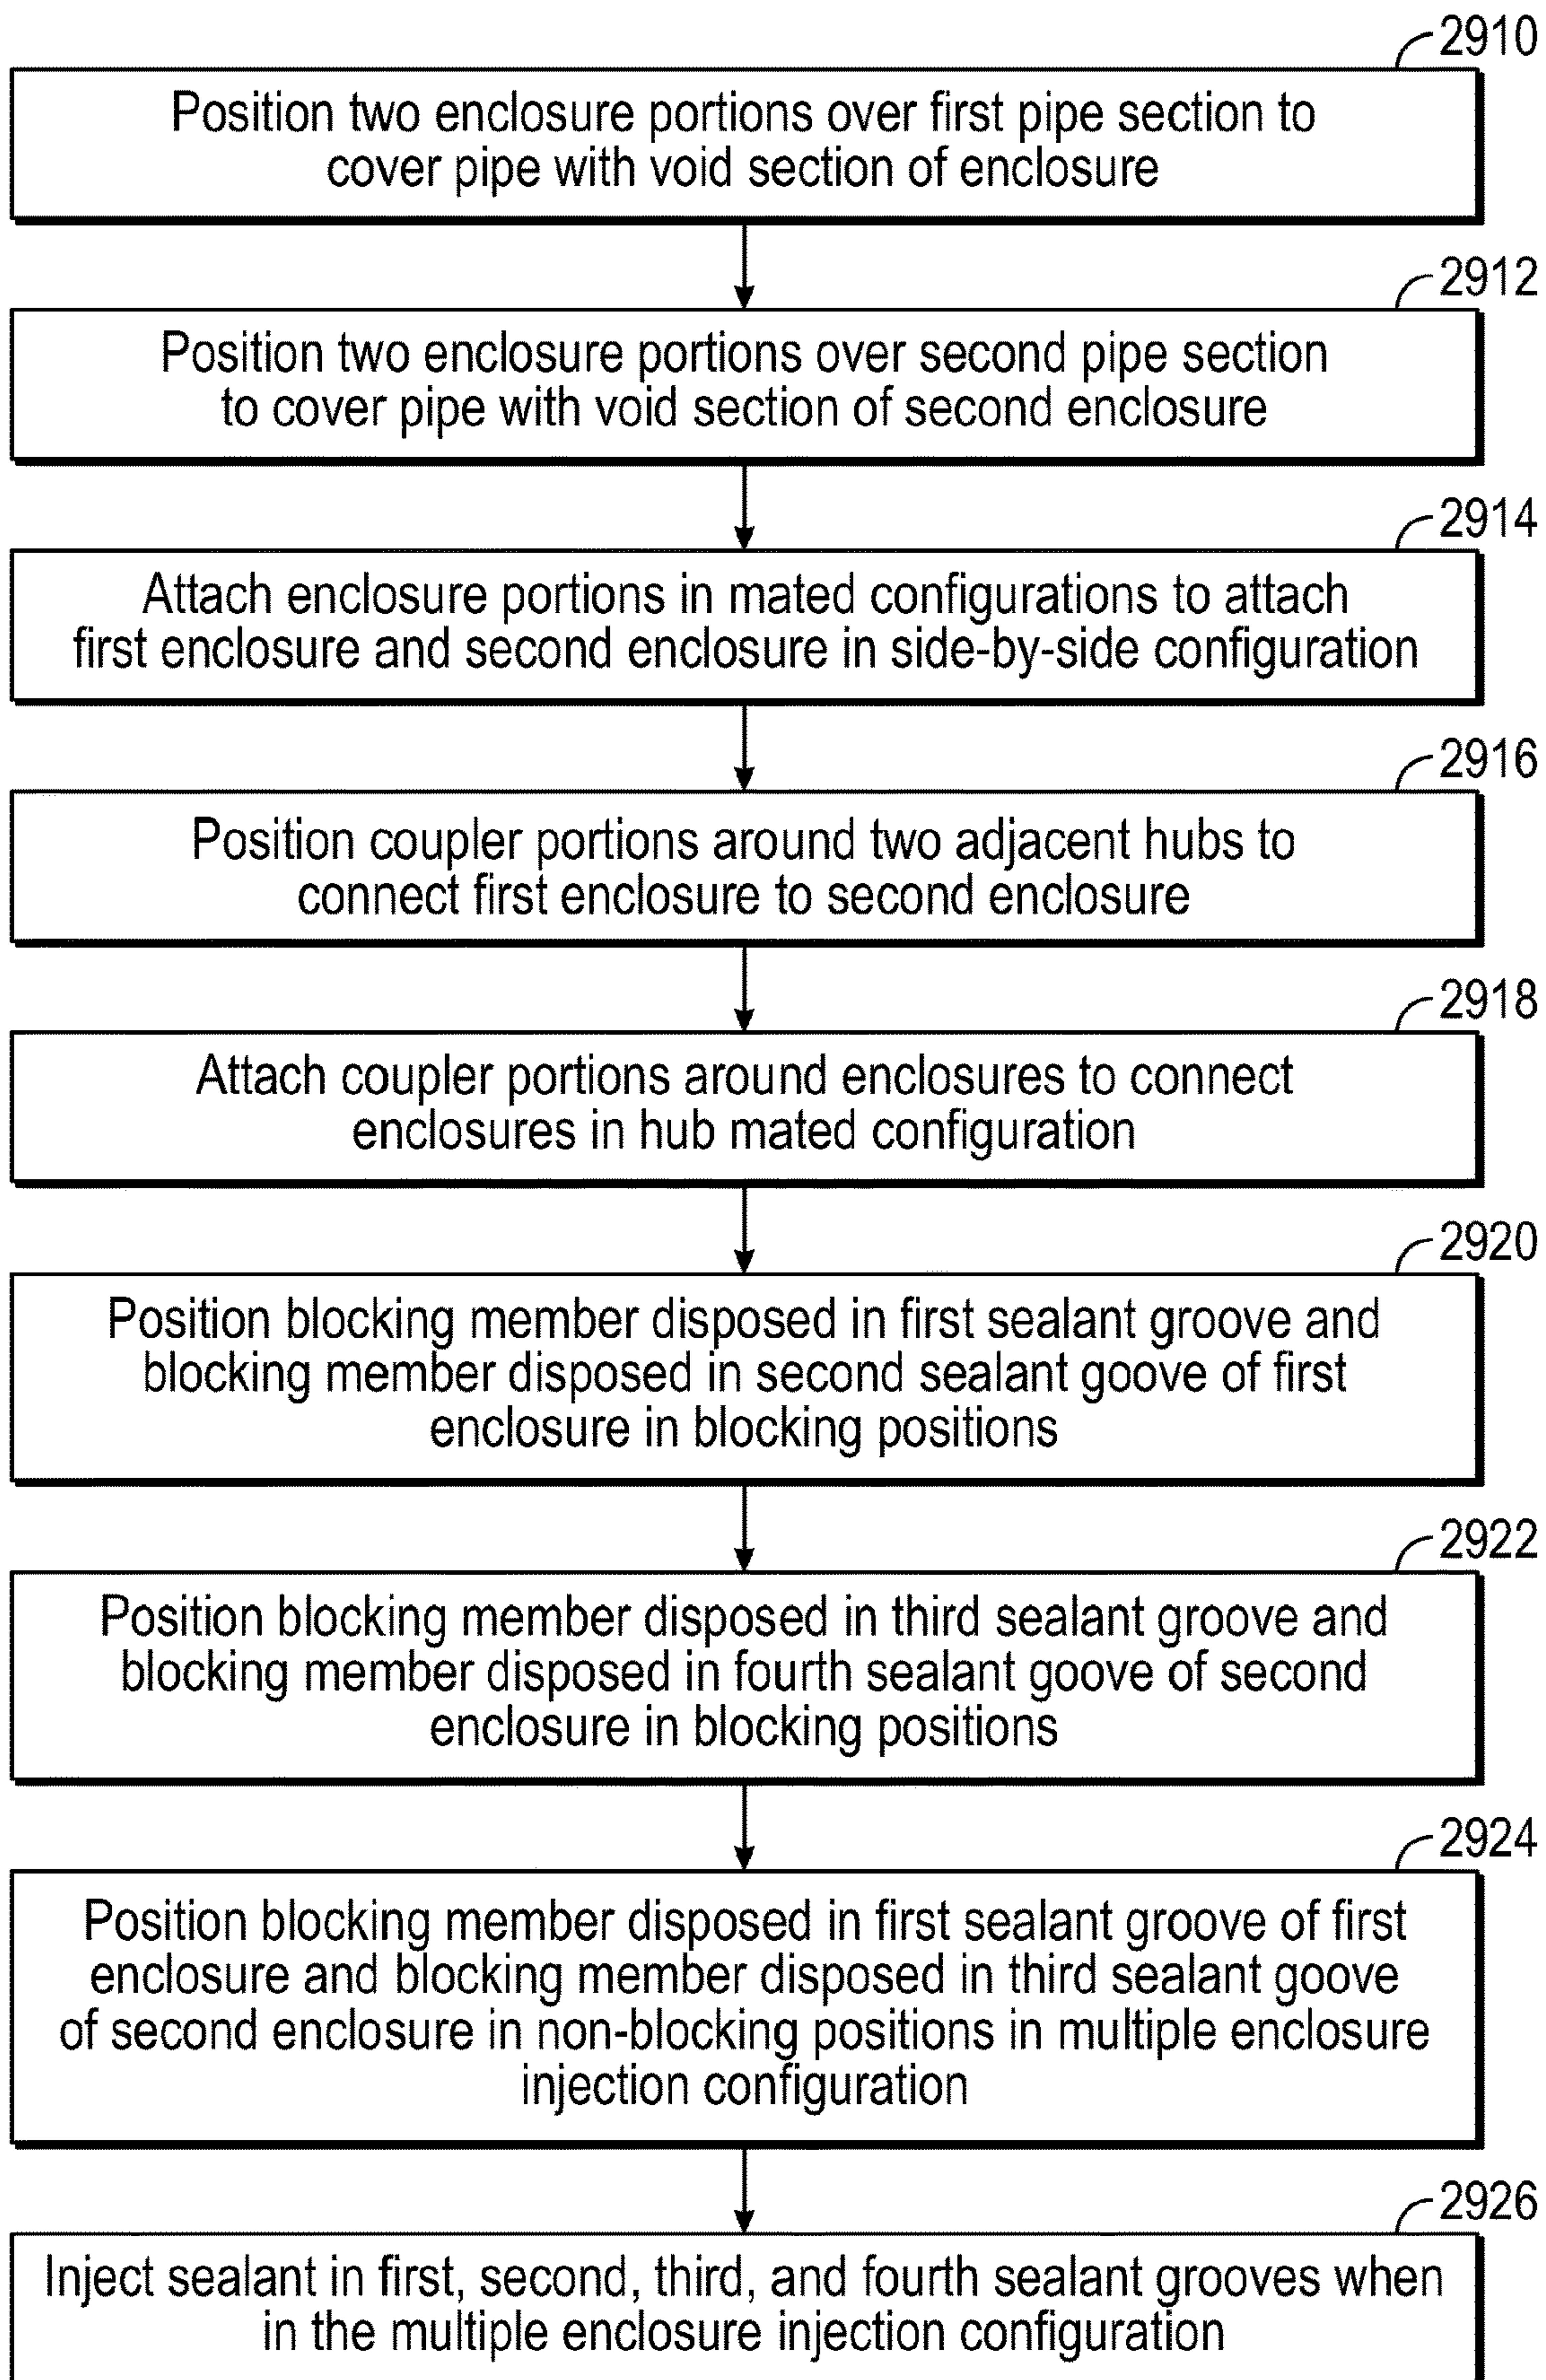 2910
Position two enclosure portions over first pipe section to
cover pipe with void section of enclosure
2912
Position two enclosure portions over second pipe section
to cover pipe with void section of second enclosure
2914
Attach enclosure portions in mated configurations to attach
first enclosure and second enclosure in side-by-side configuration
2916
Position coupler portions around two adjacent hubs to
connect first enclosure to second enclosure
2918
Attach coupler portions around enclosures to connect
enclosures in hub mated configuration
2920
Position blocking member disposed in first sealant groove and
blocking member disposed in second sealant goove of first
enclosure in blocking positions
2922
Position blocking member disposed in third sealant groove and
blocking member disposed in fourth sealant goove of second
enclosure in blocking positions
2924
Position blocking member disposed in first sealant groove of first
enclosure and blocking member disposed in third sealant goove
of second enclosure in non-blocking positions in multiple enclosure
injection configuration
2926
Inject sealant in first, second, third, and fourth sealant grooves when
in the multiple enclosure injection configuration